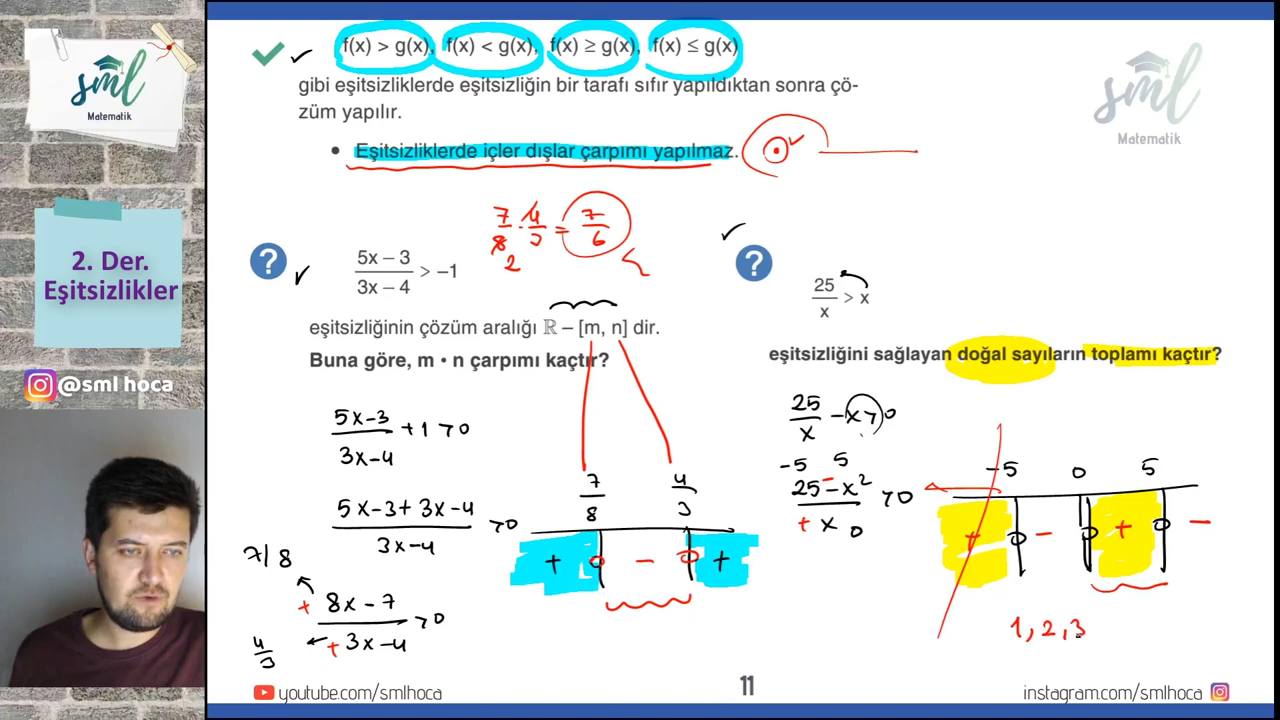 sml
Matematik
2. Der.
Eşitsizlikler
@sml hoca
f(x) > g(x), f(x) < g(x), f(x) ≥ g(x), f(x) ≤ g(x)
gibi eşitsizliklerde eşitsizliğin bir tarafı sıfır yapıldıktan sonra çö-
züm yapılır.
• Eşitsizliklerde içler dışlar çarpımı yapılmaz.
sml
Matematik
?
(5x – 3)/(3x – 4) > –1
7/8 · 4/3 = 7/6
2
eşitsizliğinin çözüm aralığı ℝ – [m, n] dir.
Buna göre, m • n çarpımı kaçtır?
(5x-3)/(3x-4) + 1 > 0
(5x-3+3x-4)/(3x-4) > 0
7/8
+ 8x - 7
+ 3x-4 > 0
4/3
7/8 4/3
+ - +
?
25/x > x
eşitsizliğini sağlayan doğal sayıların toplamı kaçtır?
25/x - x > 0
-5 5
(25-x²)/x > 0
+ 0
-5 0 5
+ - + -
1, 2, 3
youtube.com/smlhoca
11
instagram.com/smlhoca